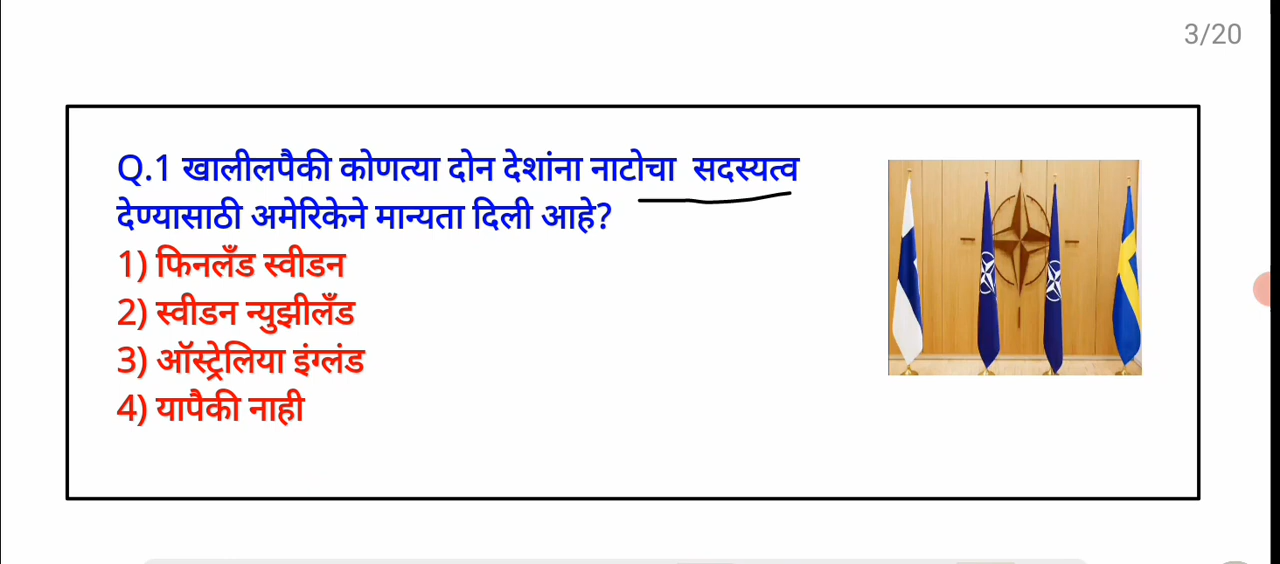 3/20
Q.1 खालीलपैकी कोणत्या दोन देशांना नाटोचा सदस्यत्व
देण्यासाठी अमेरिकेने मान्यता दिली आहे?
1) फिनलँड स्वीडन
2) स्वीडन न्युझीलँड
3) ऑस्ट्रेलिया इंग्लंड
4) यापैकी नाही